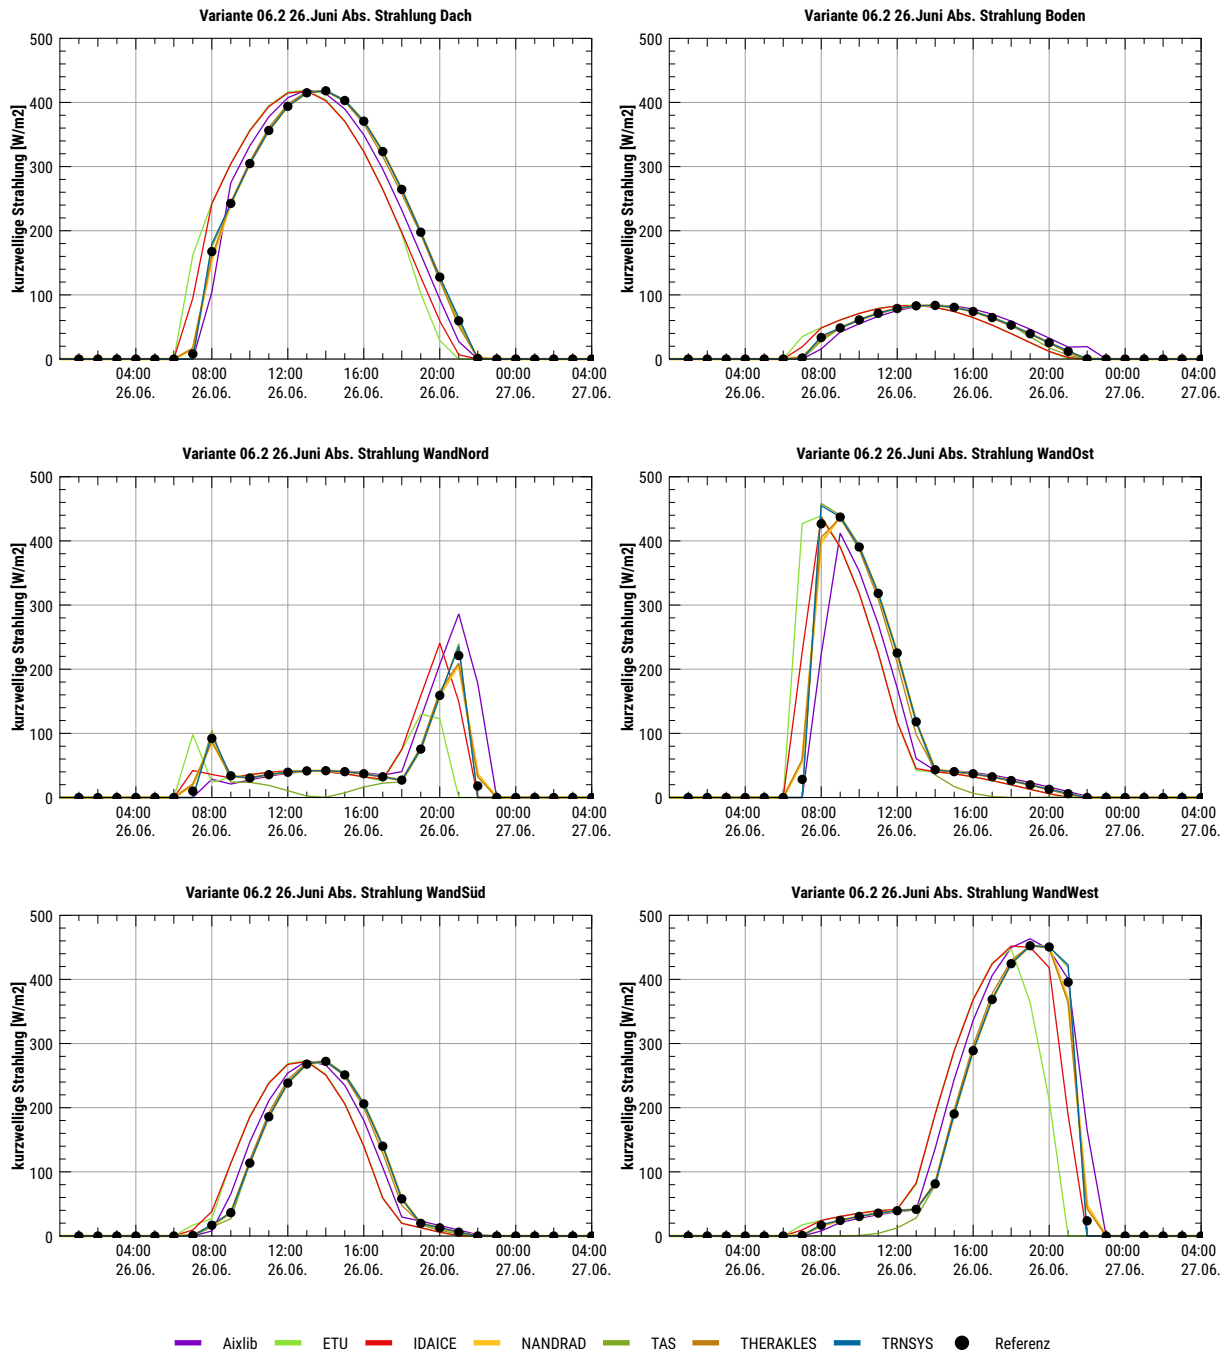 Variante 06.2 26.Juni Abs. Strahlung Dach
kurzwellige Strahlung [W/m2]
500
400
300
200
100
0
04:00 08:00 12:00 16:00 20:00 00:00 04:00
26.06. 26.06. 26.06. 26.06. 26.06. 27.06. 27.06.
Variante 06.2 26.Juni Abs. Strahlung Boden
kurzwellige Strahlung [W/m2]
500
400
300
200
100
0
04:00 08:00 12:00 16:00 20:00 00:00 04:00
26.06. 26.06. 26.06. 26.06. 26.06. 27.06. 27.06.
Variante 06.2 26.Juni Abs. Strahlung WandNord
kurzwellige Strahlung [W/m2]
500
400
300
200
100
0
04:00 08:00 12:00 16:00 20:00 00:00 04:00
26.06. 26.06. 26.06. 26.06. 26.06. 27.06. 27.06.
Variante 06.2 26.Juni Abs. Strahlung WandOst
kurzwellige Strahlung [W/m2]
500
400
300
200
100
0
04:00 08:00 12:00 16:00 20:00 00:00 04:00
26.06. 26.06. 26.06. 26.06. 26.06. 27.06. 27.06.
Variante 06.2 26.Juni Abs. Strahlung WandSüd
kurzwellige Strahlung [W/m2]
500
400
300
200
100
0
04:00 08:00 12:00 16:00 20:00 00:00 04:00
26.06. 26.06. 26.06. 26.06. 26.06. 27.06. 27.06.
Variante 06.2 26.Juni Abs. Strahlung WandWest
kurzwellige Strahlung [W/m2]
500
400
300
200
100
0
04:00 08:00 12:00 16:00 20:00 00:00 04:00
26.06. 26.06. 26.06. 26.06. 26.06. 27.06. 27.06.
Aixlib ETU IDAICE NANDRAD TAS THERAKLES TRNSYS Referenz